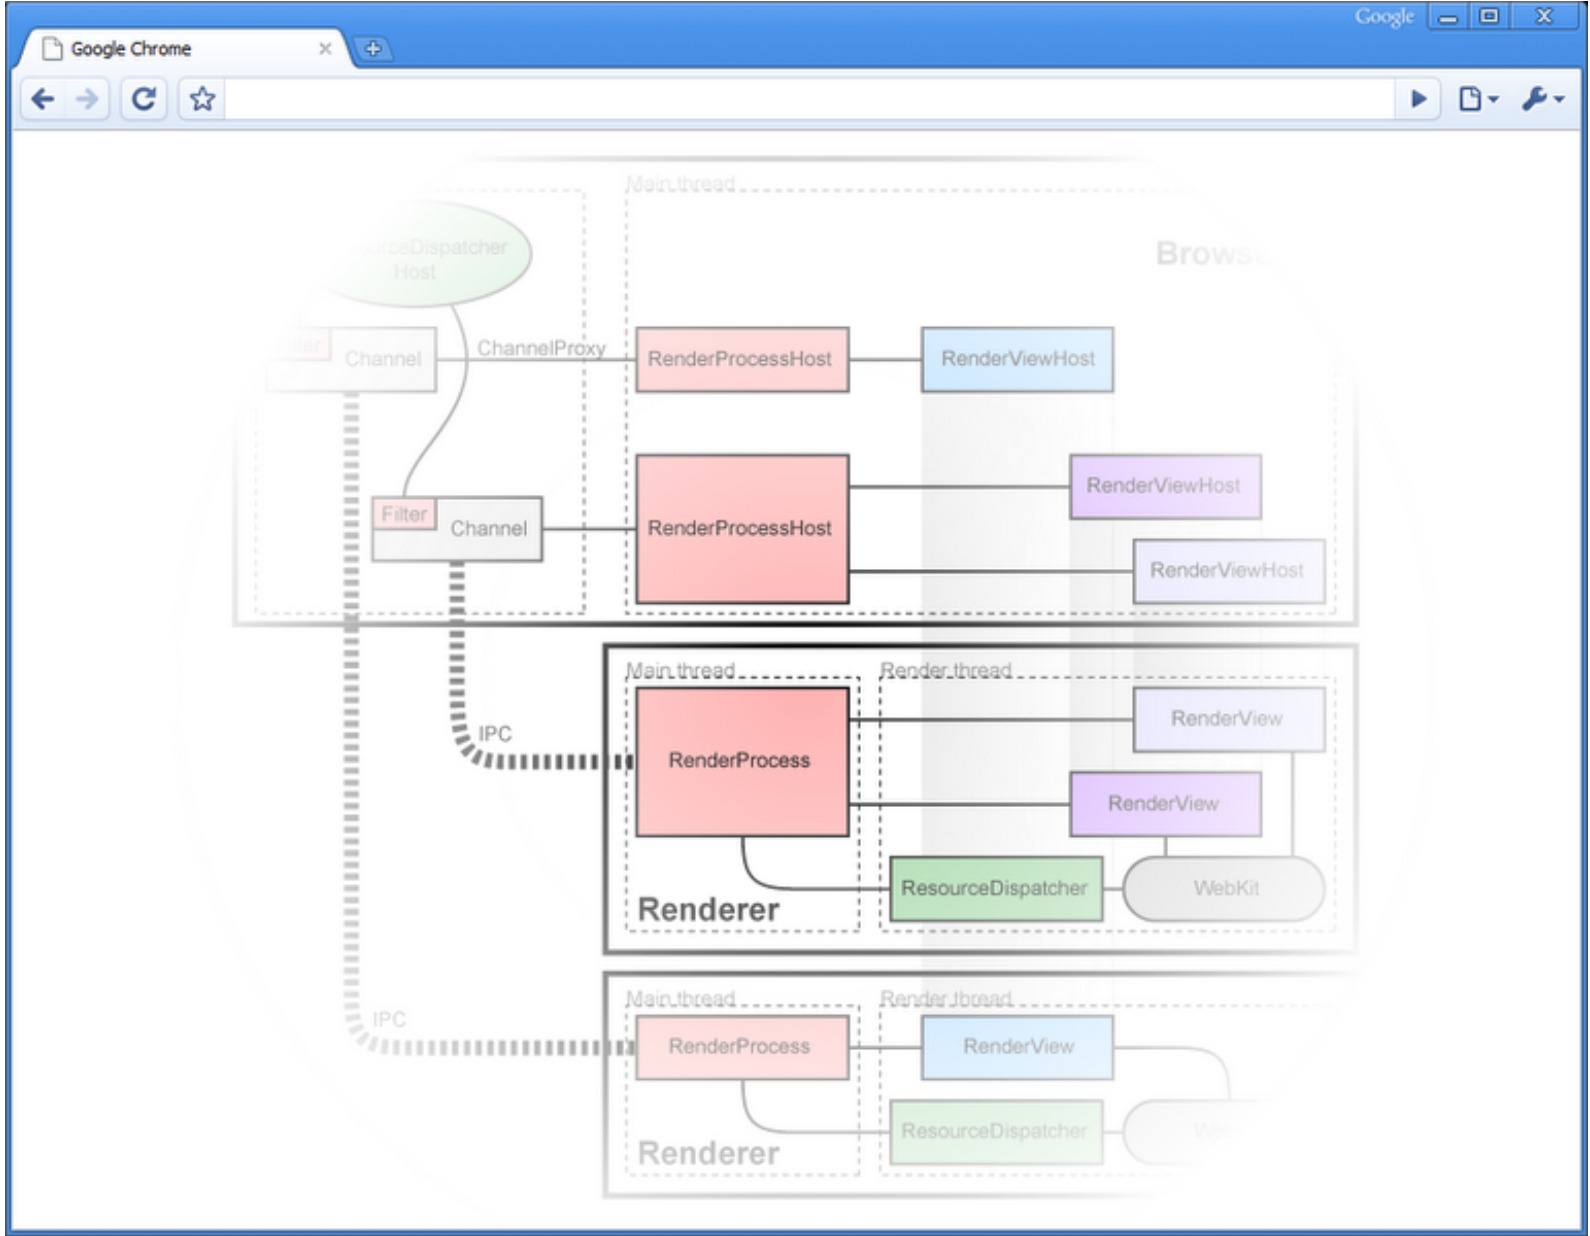 Google
Google Chrome
Main thread
Host
Channel
ChannelProxy
RenderProcessHost
RenderViewHost
RenderViewHost
Filter
Channel
RenderProcessHost
RenderViewHost
Main thread
Render thread
RenderView
IPC
RenderProcess
RenderView
ResourceDispatcher
WebKit
Renderer
Main thread
Render thread
IPC
RenderProcess
RenderView
ResourceDispatcher
Renderer